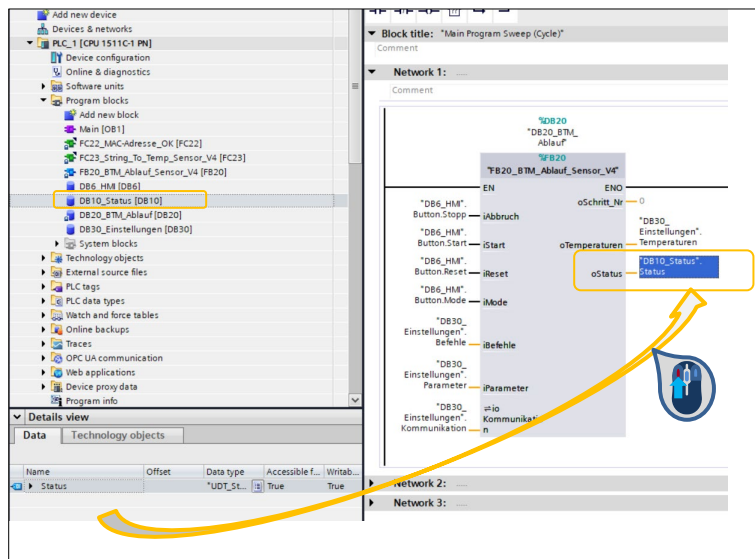 Add new device
Devices & networks
PLC_1 [CPU 1511C-1 PN]
Device configuration
Online & diagnostics
Software units
Program blocks
Add new block
Main [OB1]
FC22_MAC-Adresse_OK [FC22]
FC23_String_To_Temp_Sensor_V4 [FC23]
FB20_BTM_Ablauf_Sensor_V4 [FB20]
DB6_HMI [DB6]
DB10_Status [DB10]
DB20_BTM_Ablauf [DB20]
DB30_Einstellungen [DB30]
System blocks
Technology objects
External source files
PLC tags
PLC data types
Watch and force tables
Online backups
Traces
OPC UA communication
Web applications
Device proxy data
Program info
Details view
Data Technology objects
Name Offset Data type Accessible f... Writab...
Status "UDT_St... True True
Block title: "Main Program Sweep (Cycle)"
Comment
Network 1: .....
Comment
%DB20
"DB20_BTM_
Ablauf"
%FB20
"FB20_BTM_Ablauf_Sensor_V4"
EN ENO
"DB6_HMI".
Button.Stopp iAbbruch
oSchritt_Nr 0
"DB6_HMI".
Button.Start iStart
oTemperaturen "DB30_
Einstellungen".
Temperaturen
"DB6_HMI".
Button.Reset iReset
oStatus "DB10_Status".
Status
"DB6_HMI".
Button.Mode iMode
"DB30_
Einstellungen".
Befehle iBefehle
"DB30_
Einstellungen".
Parameter iParameter
"DB30_
Einstellungen".
Kommunikation
⇌io
Kommunikatio
n
Network 2: .....
Network 3: .....